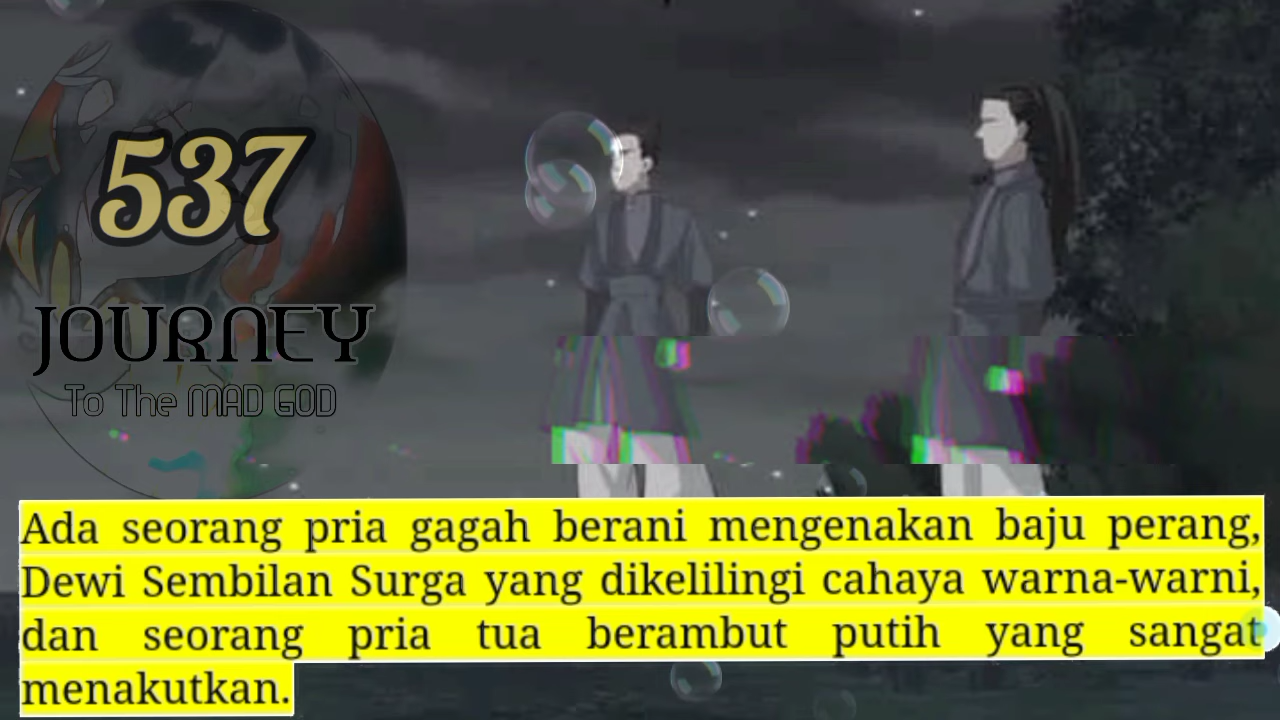 537
JOURNEY
To The MAD GOD
Ada seorang pria gagah berani mengenakan baju perang,
Dewi Sembilan Surga yang dikelilingi cahaya warna-warni,
dan seorang pria tua berambut putih yang sangat
menakutkan.